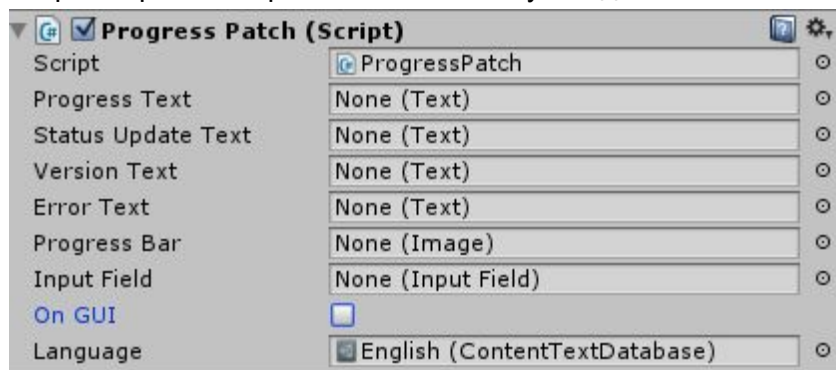 Progress Patch (Script)
Script ProgressPatch
Progress Text None (Text)
Status Update Text None (Text)
Version Text None (Text)
Error Text None (Text)
Progress Bar None (Image)
Input Field None (Input Field)
On GUI
Language English (ContentTextDatabase)